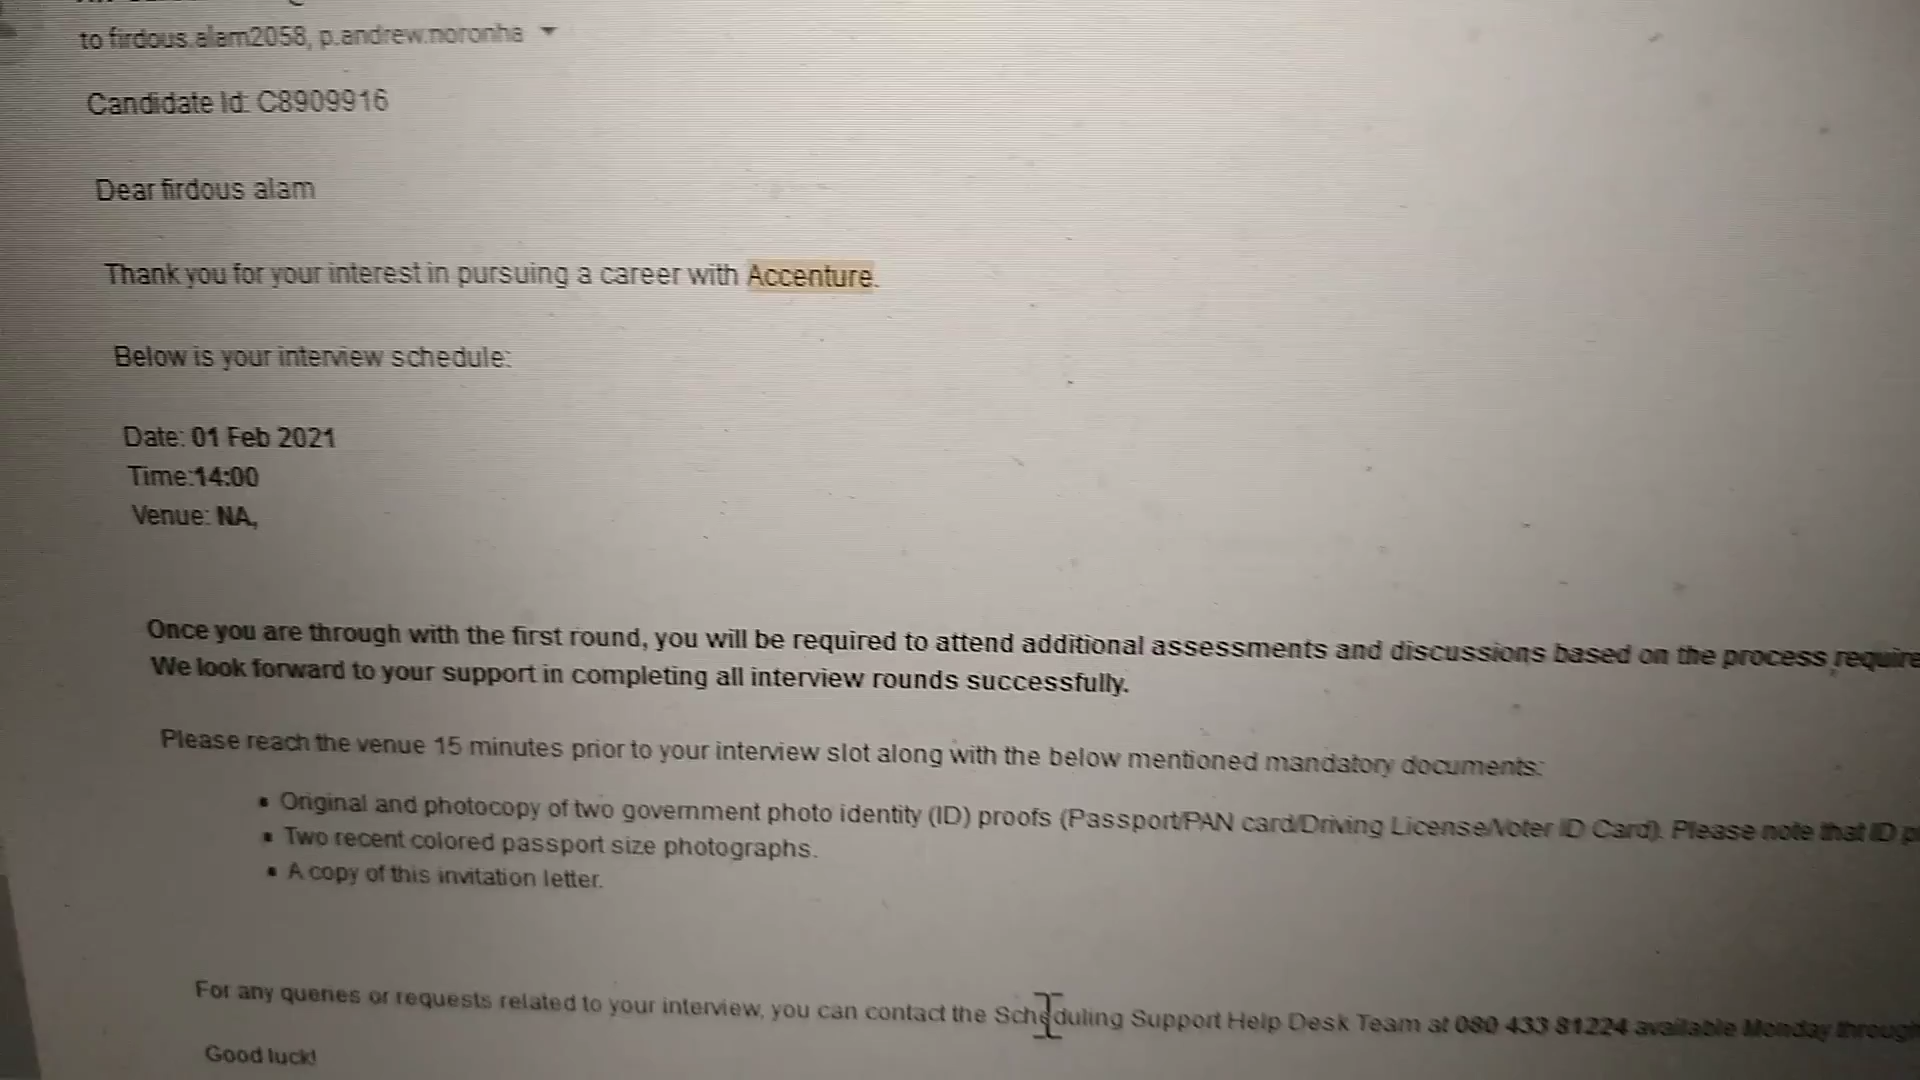 to firdous.alam2058, p.andrew.noronha
Candidate Id: C8909916
Dear firdous alam
Thank you for your interest in pursuing a career with Accenture.
Below is your interview schedule:
Date: 01 Feb 2021
Time:14:00
Venue: NA,
Once you are through with the first round, you will be required to attend additional assessments and discussions based on the process require
We look forward to your support in completing all interview rounds successfully.
Please reach the venue 15 minutes prior to your interview slot along with the below mentioned mandatory documents:
• Original and photocopy of two government photo identity (ID) proofs (Passport/PAN card/Driving License/Voter ID Card). Please note that ID p
• Two recent colored passport size photographs.
• A copy of this invitation letter.
For any queries or requests related to your interview, you can contact the Scheduling Support Help Desk Team at 080 433 81224 available Monday through
Good luck!